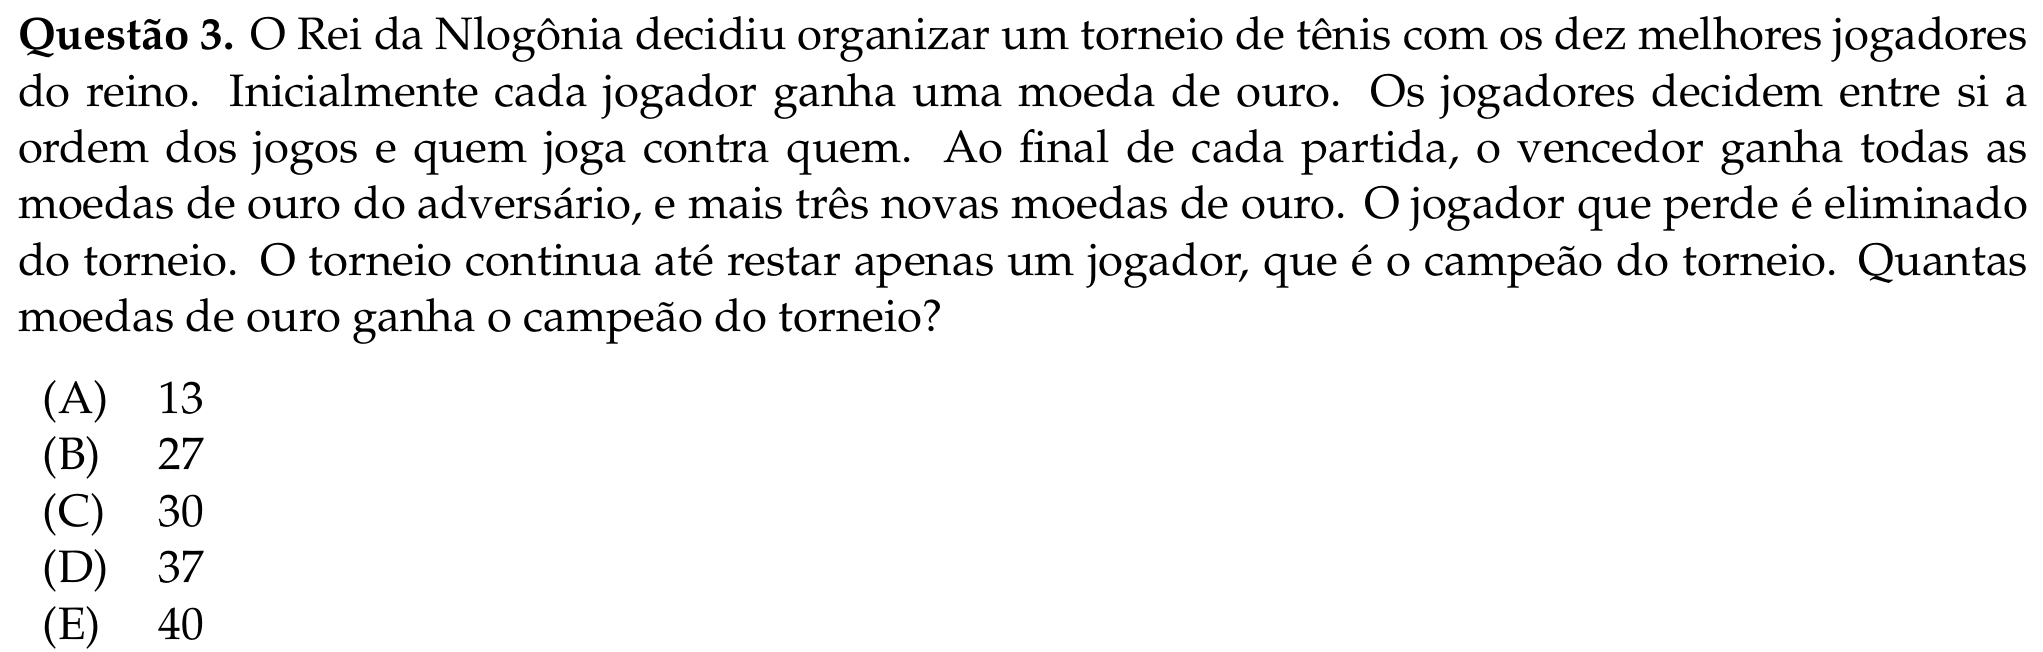 Questão 3. O Rei da Nlogônia decidiu organizar um torneio de tênis com os dez melhores jogadores
do reino. Inicialmente cada jogador ganha uma moeda de ouro. Os jogadores decidem entre si a
ordem dos jogos e quem joga contra quem. Ao final de cada partida, o vencedor ganha todas as
moedas de ouro do adversário, e mais três novas moedas de ouro. O jogador que perde é eliminado
do torneio. O torneio continua até restar apenas um jogador, que é o campeão do torneio. Quantas
moedas de ouro ganha o campeão do torneio?
(A) 13
(B) 27
(C) 30
(D) 37
(E) 40